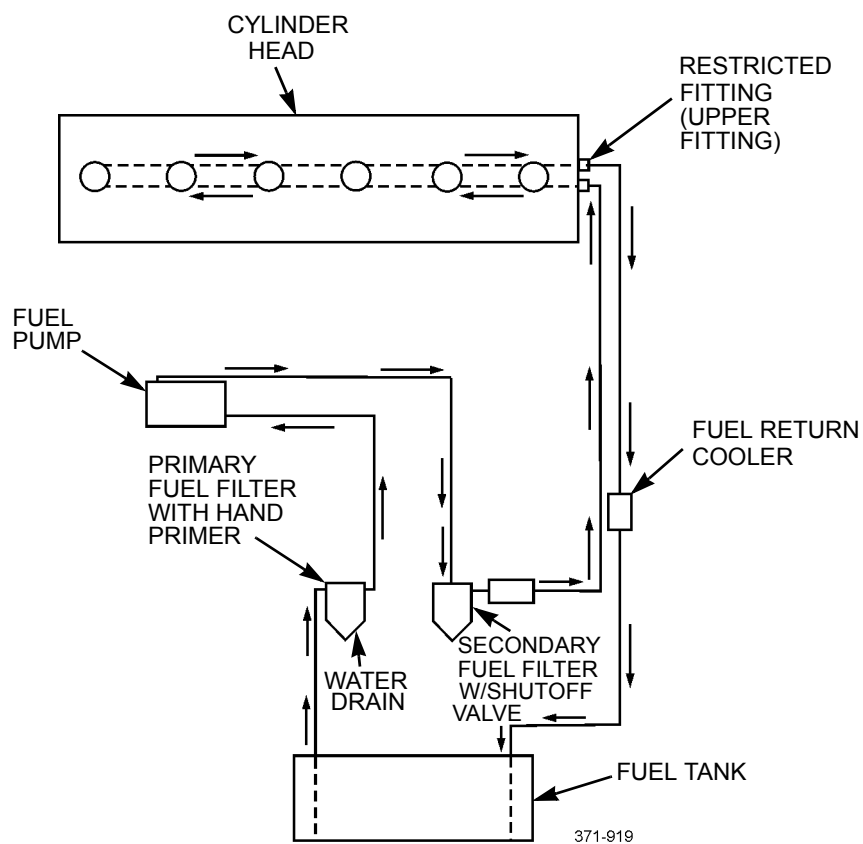 CYLINDER
HEAD
RESTRICTED
FITTING
(UPPER
FITTING)
FUEL
PUMP
FUEL RETURN
COOLER
PRIMARY
FUEL FILTER
WITH HAND
PRIMER
WATER
DRAIN
SECONDARY
FUEL FILTER
W/SHUTOFF
VALVE
FUEL TANK
371-919